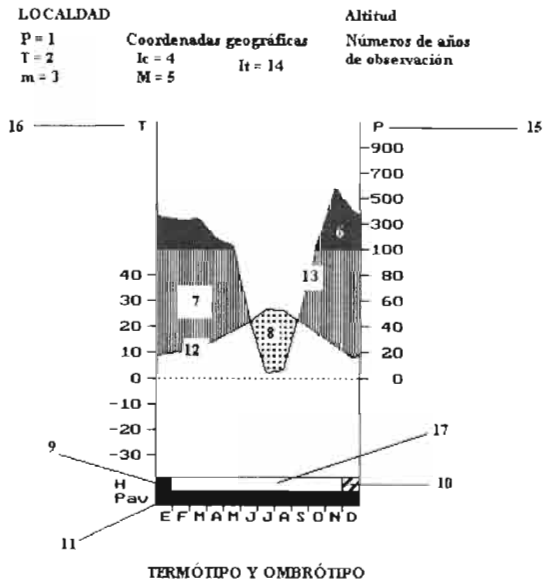 LOCALDAD
Altitud
P = 1
Coordenadas geográficas
Números de años
T = 2
Ic = 4
It = 14
de observación
m = 3
M = 5
16
T
P
15
900
700
500
300
6
100
40
13
80
30
7
60
20
8
40
10
12
20
0
0
-10
-20
17
9
-30
H
10
Pav
E F M A M J J A S O N D
11
TERMÓTIPO Y OMBRÓTIPO